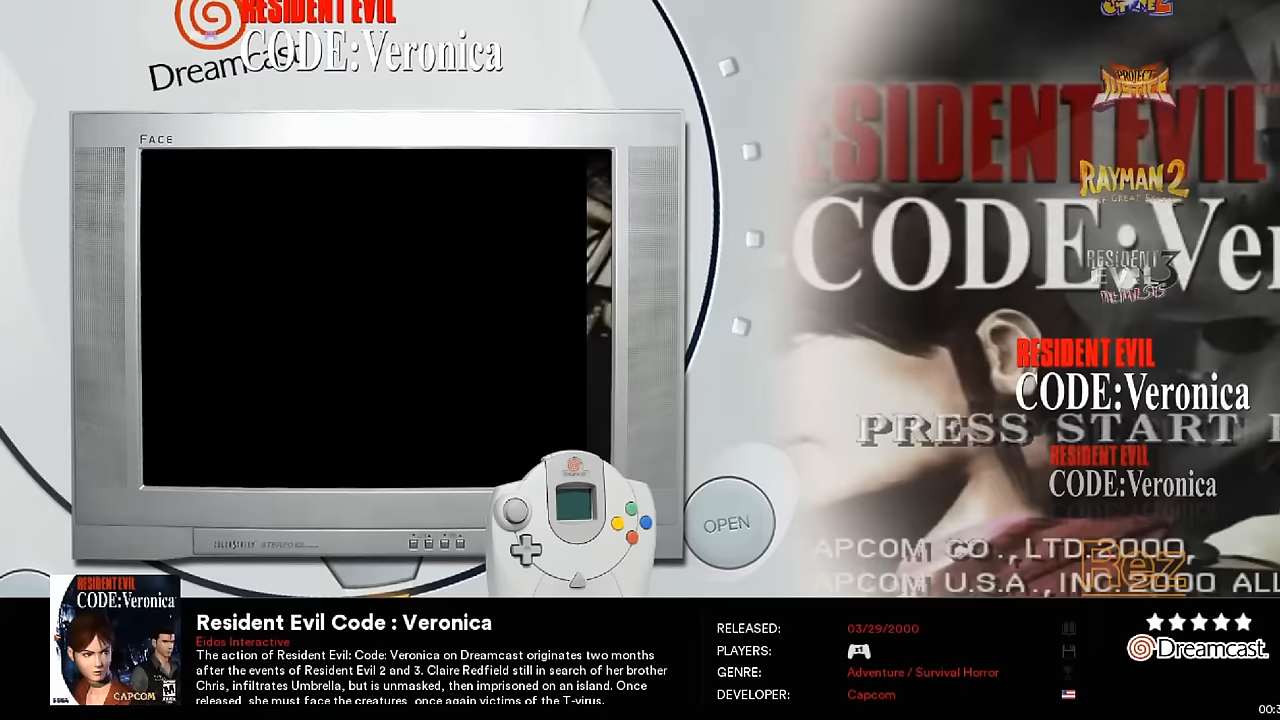 RESIDENT EVIL
CODE:Veronica
Dreamcast
FACE
OPEN
PROJECT
JUSTICE
RESIDENT EVIL
CODE:Ver
RAYMAN 2
RESIDENT
EVIL 3
RESIDENT EVIL
CODE:Veronica
PRESS START
RESIDENT EVIL
CODE:Veronica
APCOM CO.,LTD.2000,
APCOM U.S.A., INC.2000 ALL
Rez
RESIDENT EVIL
CODE:Veronica
CAPCOM
Resident Evil Code : Veronica
Eidos Interactive
The action of Resident Evil: Code: Veronica on Dreamcast originates two months
after the events of Resident Evil 2 and 3. Claire Redfield still in search of her brother
Chris, infiltrates Umbrella, but is unmasked, then imprisoned on an island. Once
released, she must face the creatures, once again victims of the T-virus.
RELEASED: 03/29/2000
PLAYERS:
GENRE: Adventure / Survival Horror
DEVELOPER: Capcom
Dreamcast.
00:3